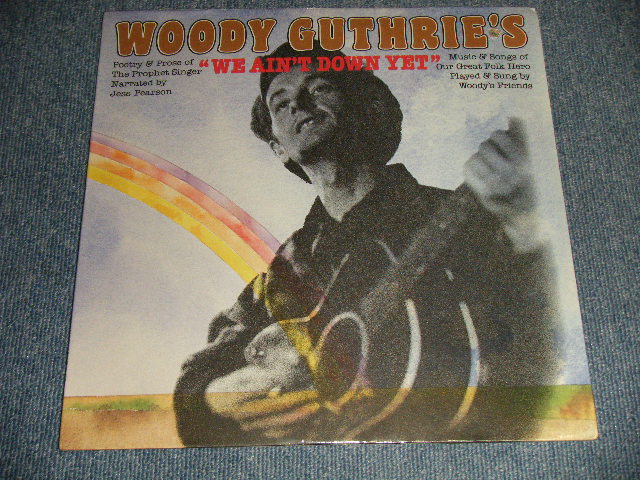 WOODY GUTHRIE'S
"WE AIN'T DOWN YET"
Poetry & Prose of
The Prophet Singer
Narrated by
Jess Pearson
Music & Songs of
Our Great Folk Hero
Played & Sung by
Woody's Friends